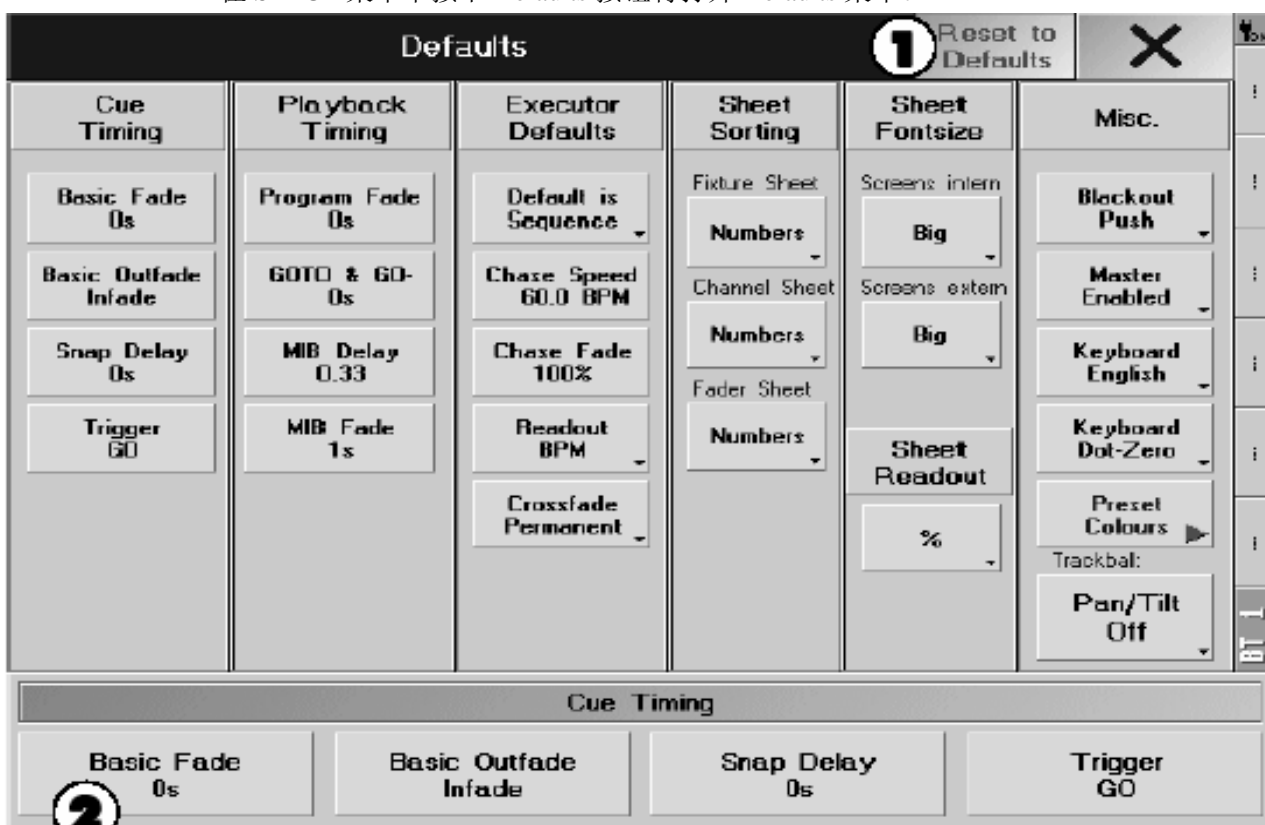 Defaults
1
Reset to
Defaults
Cue
Timing
Basic Fade
0s
Basic Outfade
Infade
Snap Delay
0s
Trigger
GO
Playback
Timing
Program Fade
0s
GOTO & GO-
0s
MIB Delay
0.33
MIB Fade
1s
Executor
Defaults
Default is
Sequence
Chase Speed
60.0 BPM
Chase Fade
100%
Readout
BPM
Crossfade
Permanent
Sheet
Sorting
Fixture Sheet
Numbers
Channel Sheet
Numbers
Fader Sheet
Numbers
Sheet
Fontsize
Screens intern
Big
Screens extern
Big
Sheet
Readout
%
Misc.
Blackout
Push
Master
Enabled
Keyboard
English
Keyboard
Dot-Zero
Preset
Colours
Trackball:
Pan/Tilt
Off
Cue Timing
Basic Fade
0s
2
Basic Outfade
Infade
Snap Delay
0s
Trigger
GO